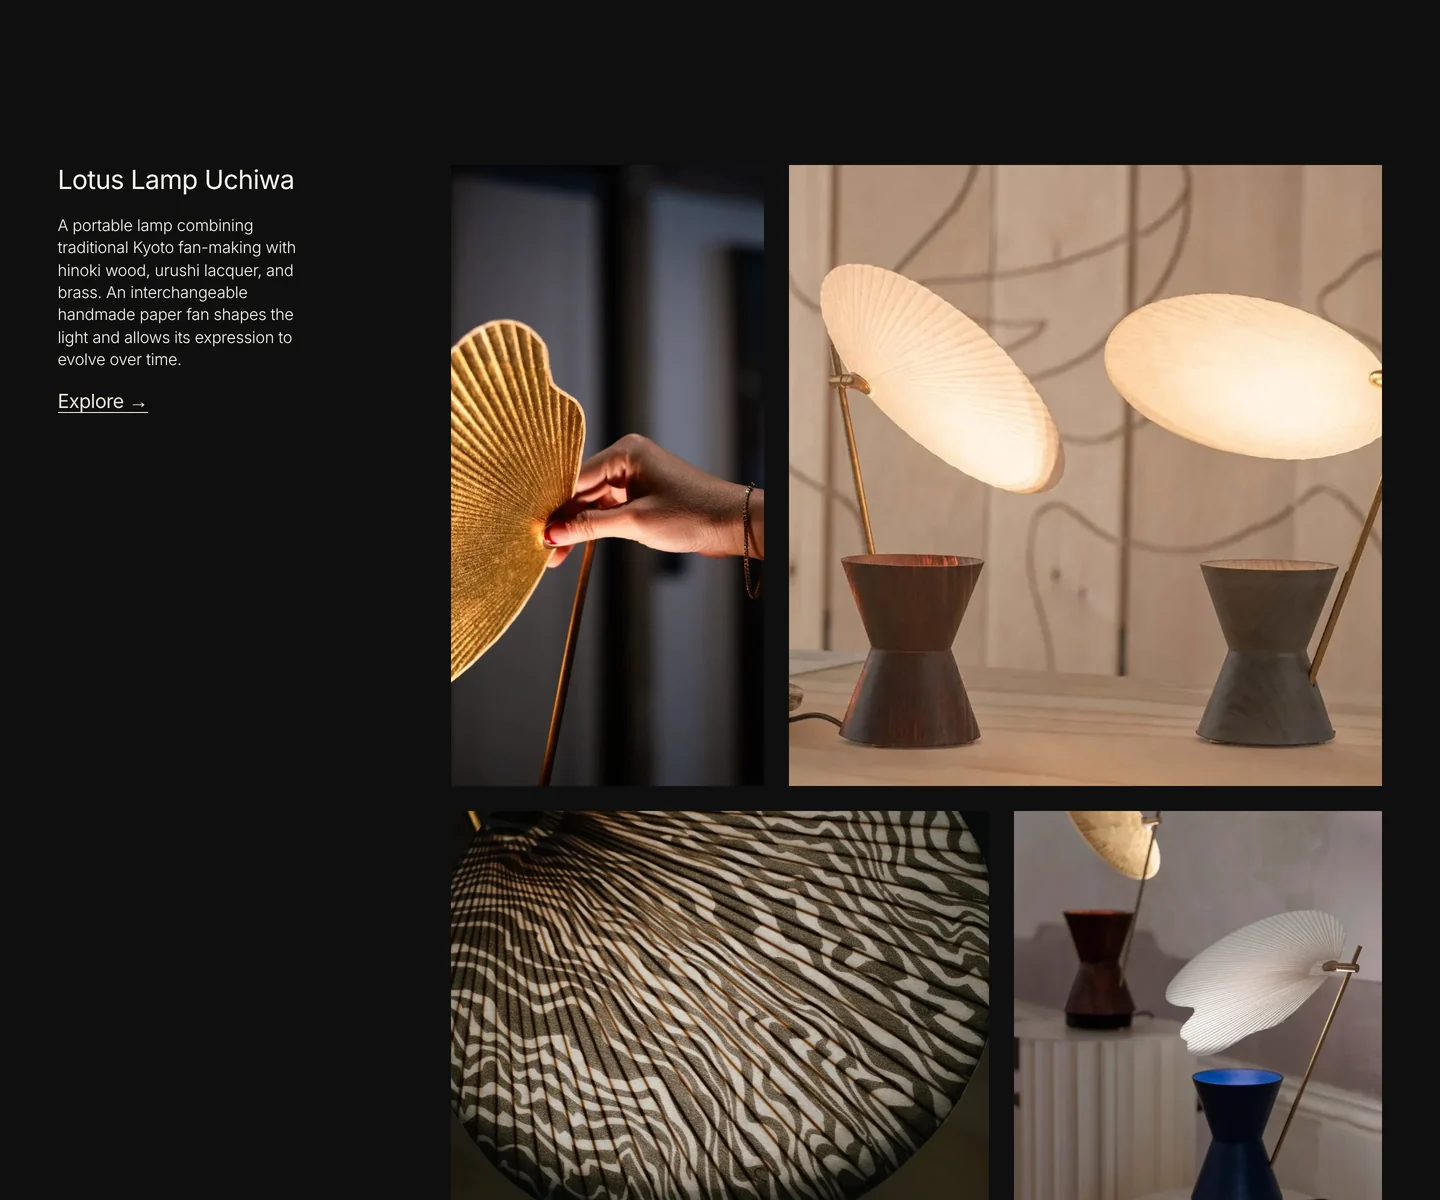 Lotus Lamp Uchiwa
A portable lamp combining
traditional Kyoto fan-making with
hinoki wood, urushi lacquer, and
brass. An interchangeable
handmade paper fan shapes the
light and allows its expression to
evolve over time.
Explore →